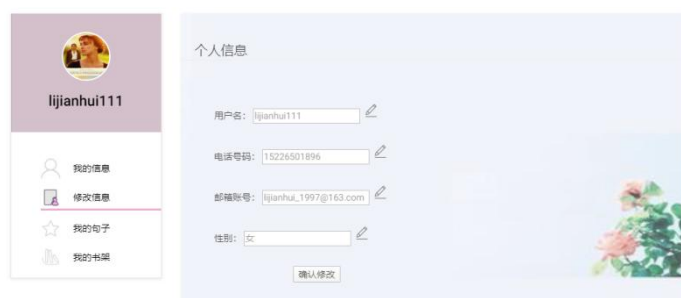 lijianhui111
我的信息
修改信息
我的句子
我的书架
个人信息
用户名: lijianhui111
电话号码: 15226501896
邮箱账号: lijianhui_1997@163.com
性别: 女
确认修改